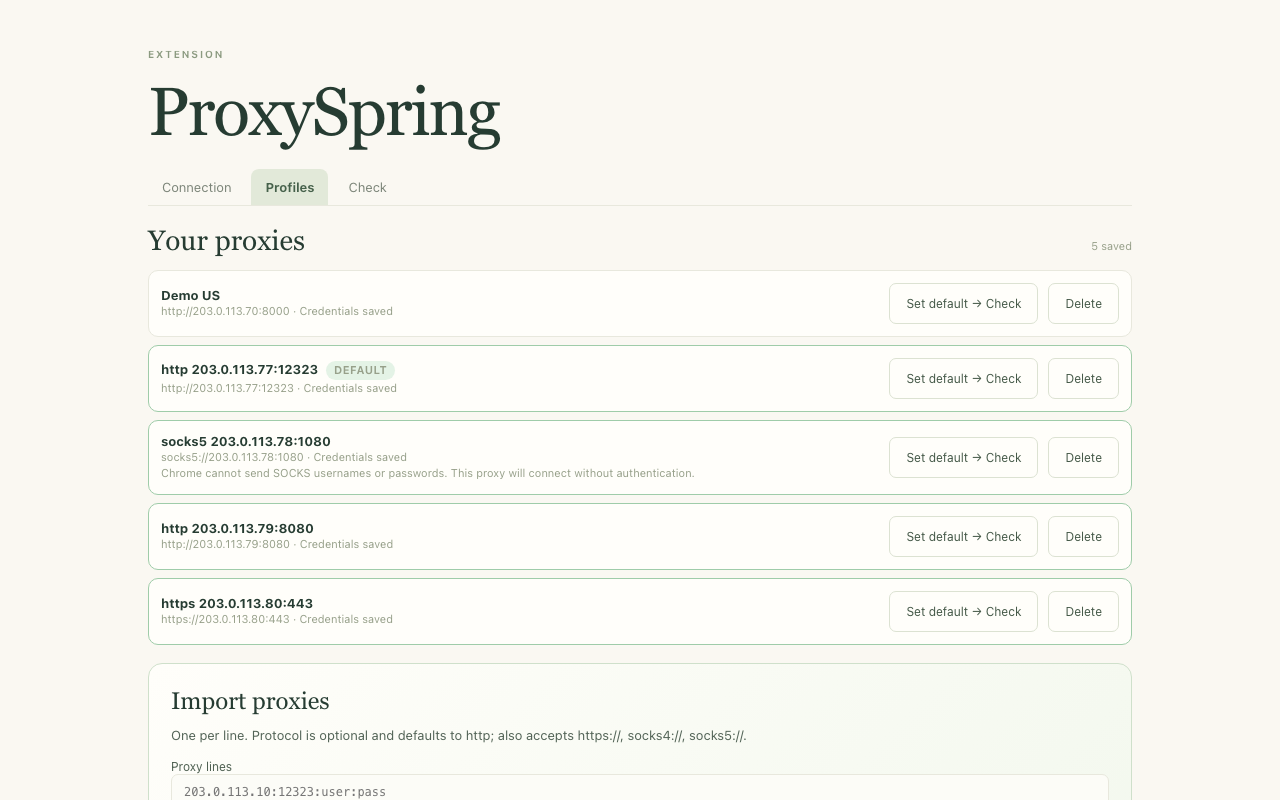 EXTENSION
ProxySpring
Connection Profiles Check
Your proxies
5 saved
Demo US
http://203.0.113.70:8000 · Credentials saved
Set default → Check Delete
http 203.0.113.77:12323 DEFAULT
http://203.0.113.77:12323 · Credentials saved
Set default → Check Delete
socks5 203.0.113.78:1080
socks5://203.0.113.78:1080 · Credentials saved
Chrome cannot send SOCKS usernames or passwords. This proxy will connect without authentication.
Set default → Check Delete
http 203.0.113.79:8080
http://203.0.113.79:8080 · Credentials saved
Set default → Check Delete
https 203.0.113.80:443
https://203.0.113.80:443 · Credentials saved
Set default → Check Delete
Import proxies
One per line. Protocol is optional and defaults to http; also accepts https://, socks4://, socks5://.
Proxy lines
203.0.113.10:12323:user:pass